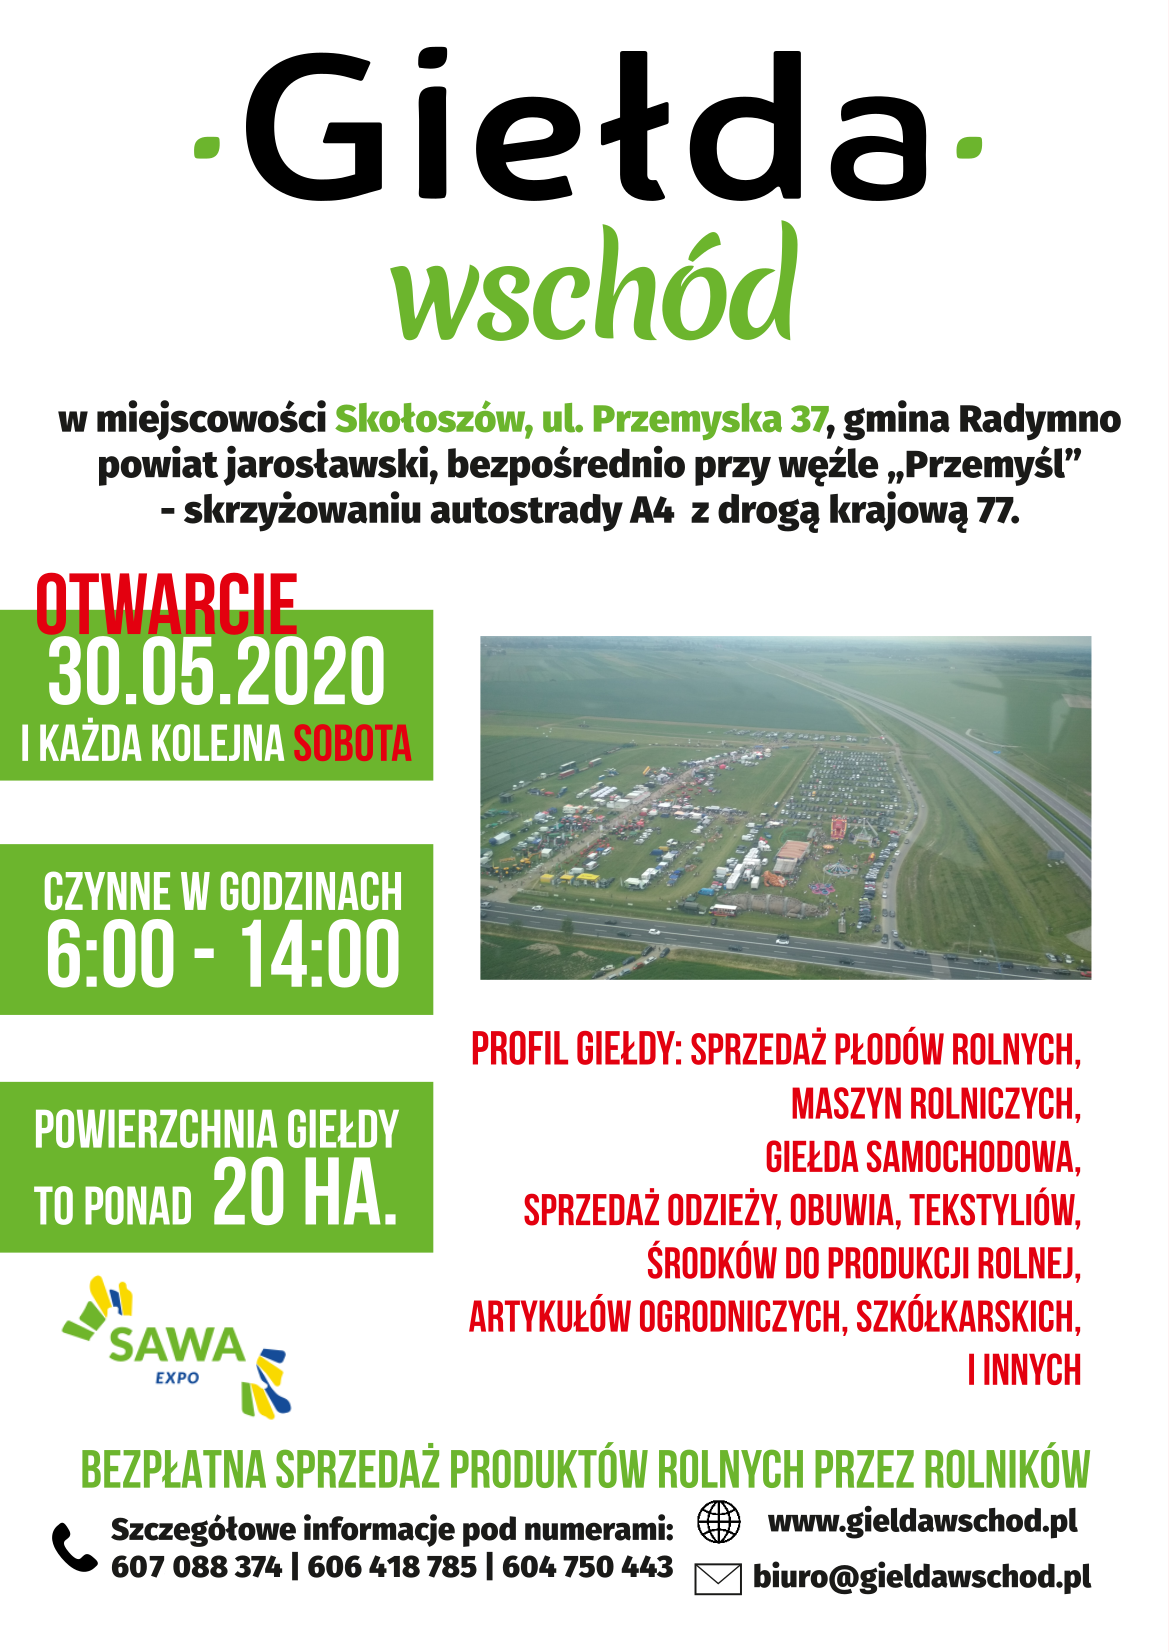 Giełda
wschód
w miejscowości Skołoszów, ul. Przemyska 37, gmina Radymno
powiat jarosławski, bezpośrednio przy węźle „Przemyśl”
- skrzyżowaniu autostrady A4 z drogą krajową 77.
OTWARCIE
30.05.2020
I KAŻDA KOLEJNA SOBOTA
CZYNNE W GODZINACH
6:00 - 14:00
POWIERZCHNIA GIEŁDY
TO PONAD 20 HA.
PROFIL GIEŁDY: SPRZEDAŻ PŁODÓW ROLNYCH,
MASZYN ROLNICZYCH,
GIEŁDA SAMOCHODOWA,
SPRZEDAŻ ODZIEŻY, OBUWIA, TEKSTYLIÓW,
ŚRODKÓW DO PRODUKCJI ROLNEJ,
ARTYKUŁÓW OGRODNICZYCH, SZKÓŁKARSKICH,
I INNYCH
SAWA
EXPO
BEZPŁATNA SPRZEDAŻ PRODUKTÓW ROLNYCH PRZEZ ROLNIKÓW
Szczegółowe informacje pod numerami:
607 088 374 | 606 418 785 | 604 750 443
www.gieldawschod.pl
biuro@gieldawschod.pl